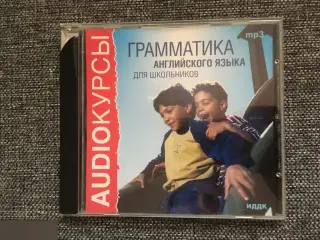 AUDIOКУРСЫ
ГРАММАТИКА
mp3
АНГЛИЙСКОГО ЯЗЫКА
ДЛЯ ШКОЛЬНИКОВ
ИДДК